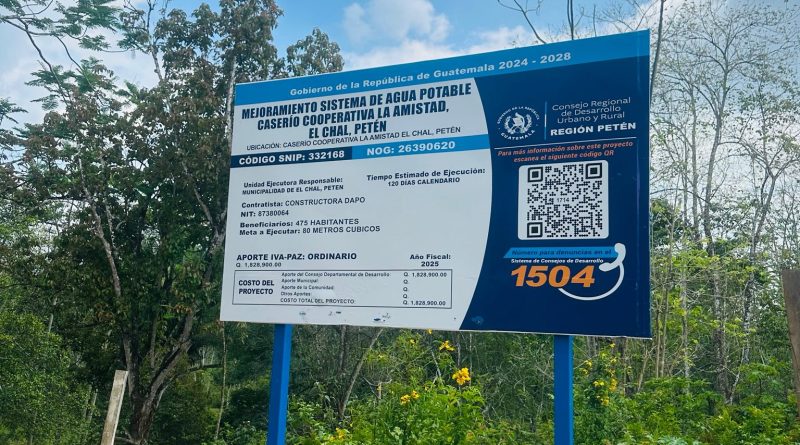 Gobierno de la República de Guatemala 2024 - 2028
MEJORAMIENTO SISTEMA DE AGUA POTABLE
CASERÍO COOPERATIVA LA AMISTAD,
EL CHAL, PETÉN
UBICACIÓN: CASERÍO COOPERATIVA LA AMISTAD EL CHAL, PETÉN
CÓDIGO SNIP: 332168 NOG: 26390620
Unidad Ejecutora Responsable:
MUNICIPALIDAD DE EL CHAL, PETEN
Tiempo Estimado de Ejecución:
120 DÍAS CALENDARIO
Contratista: CONSTRUCTORA DAPO
NIT: 87380064
Beneficiarios: 475 HABITANTES
Meta a Ejecutar: 80 METROS CUBICOS
APORTE IVA-PAZ: ORDINARIO
Q. 1,828,900.00
Año Fiscal:
2025
COSTO DEL
PROYECTO
Aporte del Consejo Departamental de Desarrollo: Q. 1,828,900.00
Aporte Municipal: Q.
Aporte de la Comunidad: Q.
Otros Aportes: Q.
COSTO TOTAL DEL PROYECTO Q. 1,828,900.00
GUATEMALA
Consejo Regional
de Desarrollo
Urbano y Rural
REGIÓN PETÉN
Para más información sobre este proyecto
escanea el siguiente código QR
1714
Número para denuncias en el
Sistema de Consejos de Desarrollo
1504